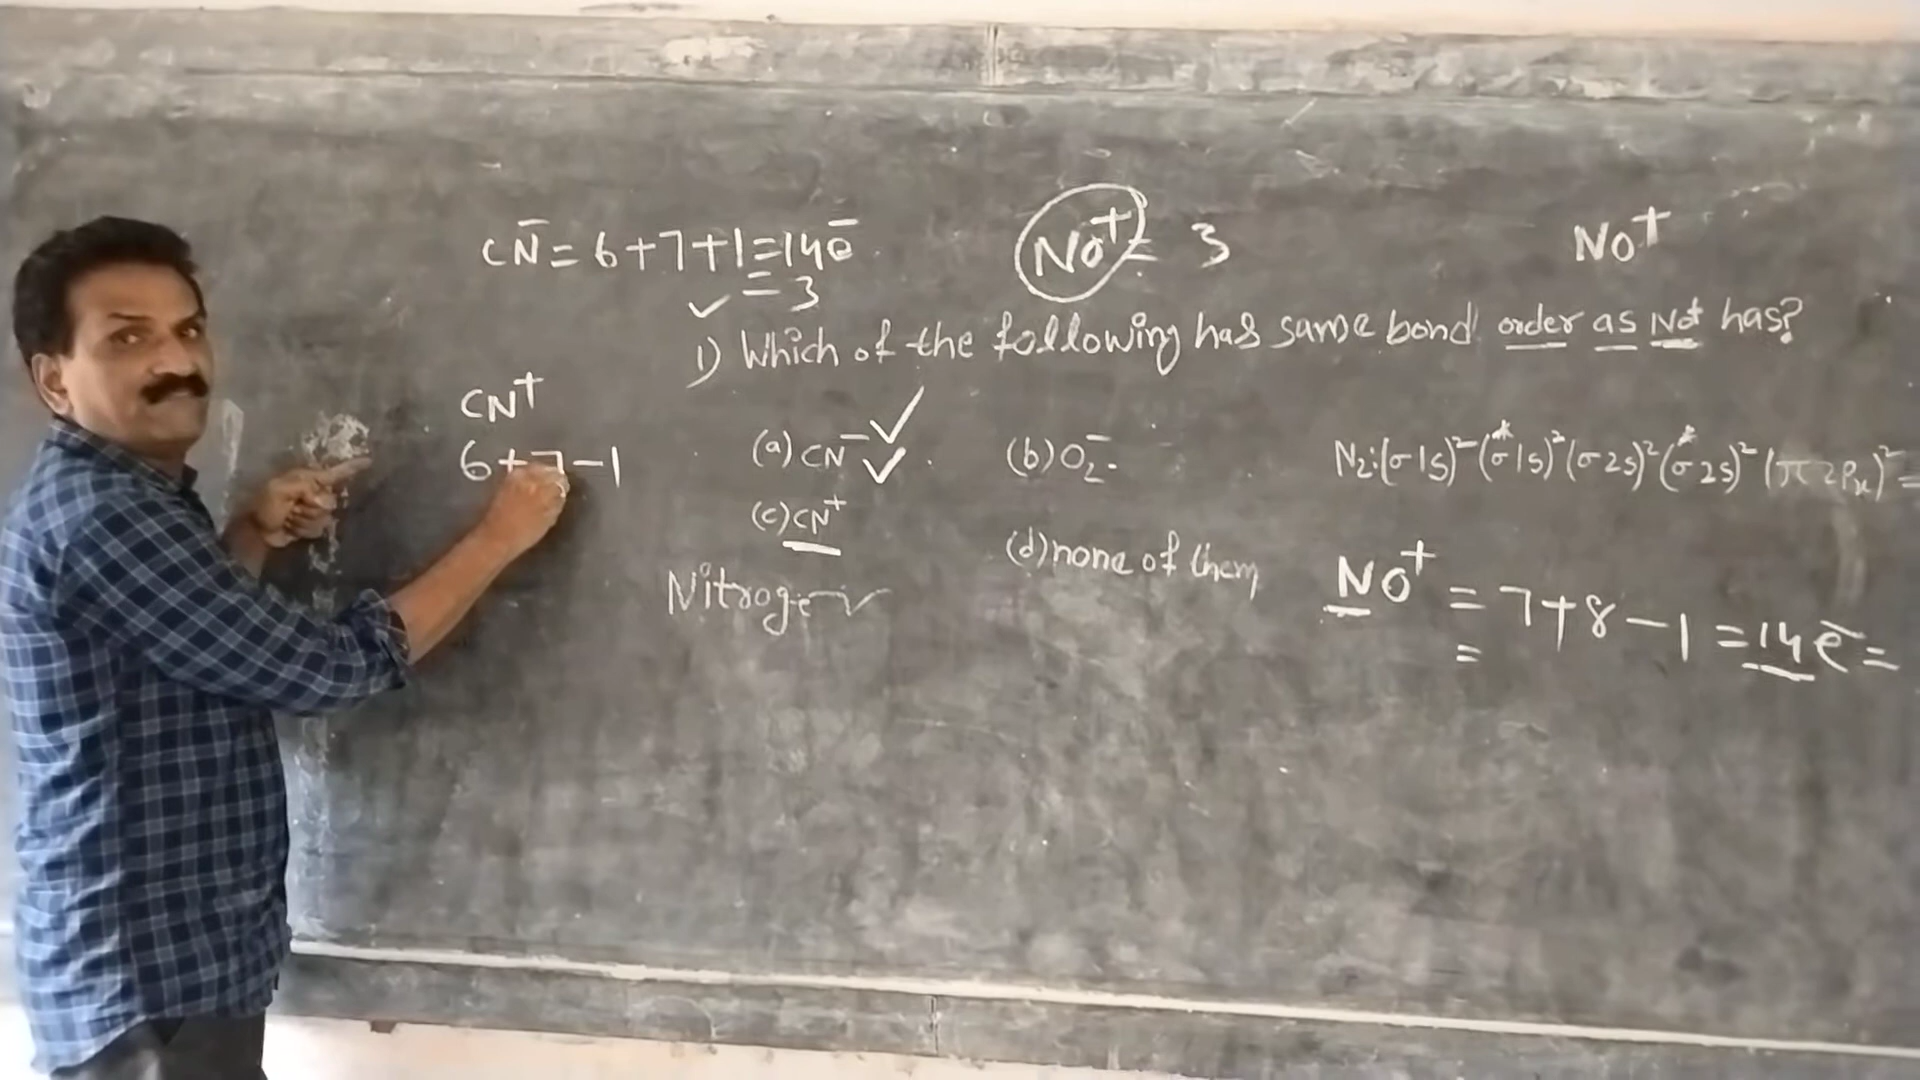 CN̄ = 6+7+1=14ē
= 3
NO⁺ = 3
NO⁺
1) Which of the following has same bond order as NO⁺ has?
CN⁺
6+7-1
(a) CN⁻
(b) O₂⁻
(c) CN⁺
(d) none of them
N₂:(σ1s)²(σ*1s)²(σ2s)²(σ*2s)²(π2Pₓ)²=
NO⁺ = 7+8-1=14ē=
=